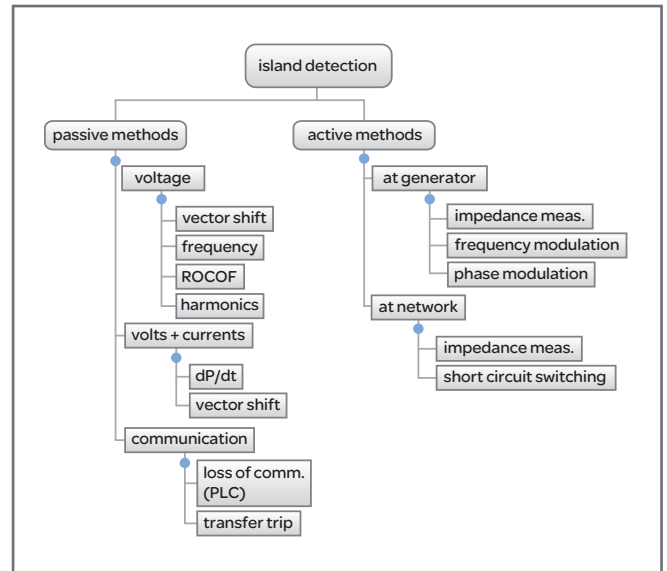 island detection
passive methods
voltage
vector shift
frequency
ROCOF
harmonics
volts + currents
dP/dt
vector shift
communication
loss of comm.
(PLC)
transfer trip
active methods
at generator
impedance meas.
frequency modulation
phase modulation
at network
impedance meas.
short circuit switching